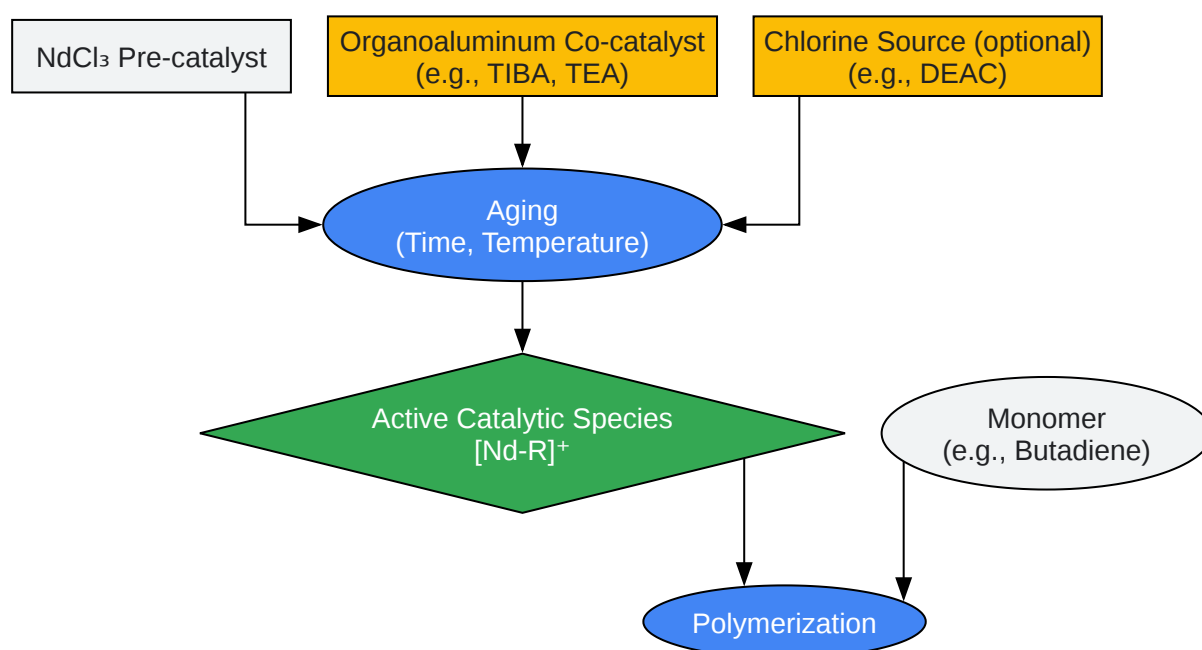 NdCl₃ Pre-catalyst
Organoaluminum Co-catalyst
(e.g., TIBA, TEA)
Chlorine Source (optional)
(e.g., DEAC)
Aging
(Time, Temperature)
Active Catalytic Species
[Nd-R]⁺
Monomer
(e.g., Butadiene)
Polymerization